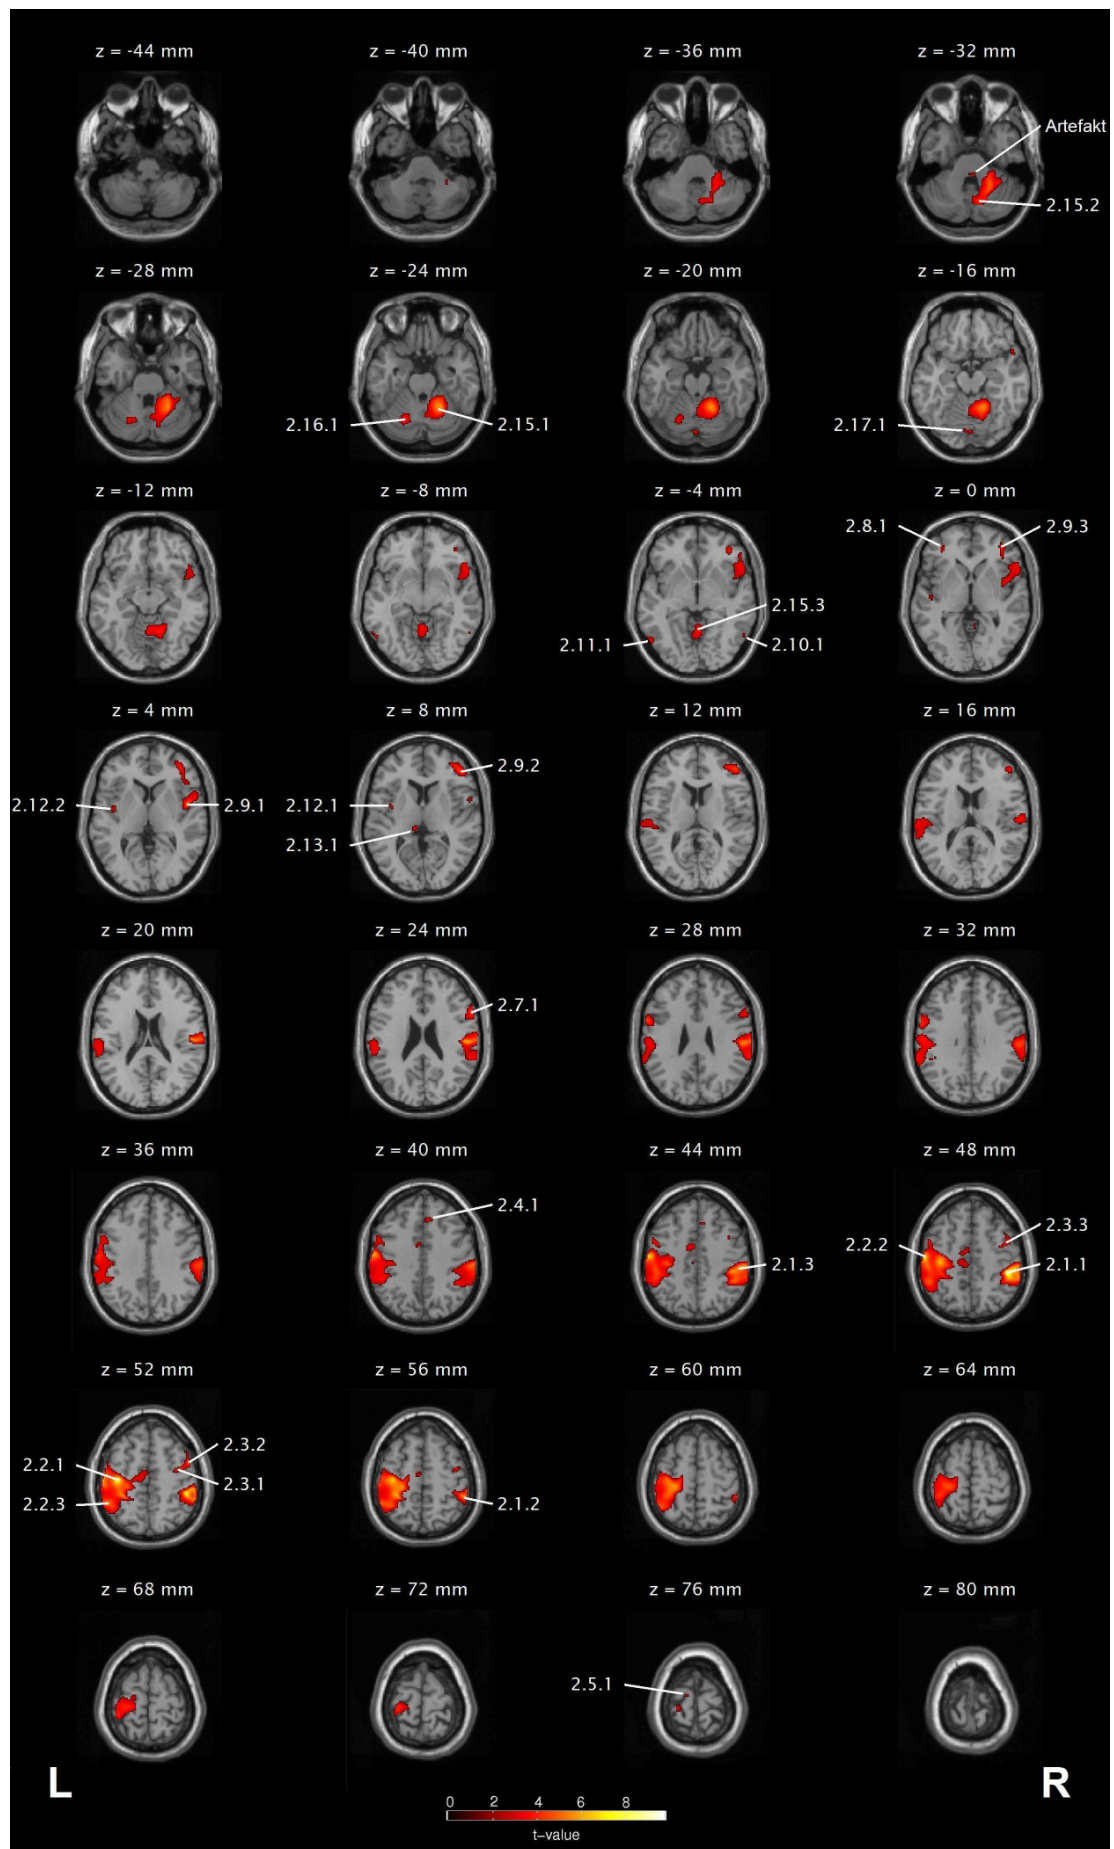 z = -44 mm
z = -40 mm
z = -36 mm
z = -32 mm
Artefakt
2.15.2
z = -28 mm
z = -24 mm
z = -20 mm
z = -16 mm
2.16.1
2.15.1
2.17.1
z = -12 mm
z = -8 mm
z = -4 mm
z = 0 mm
2.8.1
2.9.3
2.15.3
2.11.1
2.10.1
z = 4 mm
z = 8 mm
z = 12 mm
z = 16 mm
2.12.2
2.9.1
2.9.2
2.12.1
2.13.1
z = 20 mm
z = 24 mm
z = 28 mm
z = 32 mm
2.7.1
z = 36 mm
z = 40 mm
z = 44 mm
z = 48 mm
2.4.1
2.1.3
2.2.2
2.3.3
2.1.1
z = 52 mm
z = 56 mm
z = 60 mm
z = 64 mm
2.2.1
2.2.3
2.3.2
2.3.1
2.1.2
z = 68 mm
z = 72 mm
z = 76 mm
z = 80 mm
2.5.1
L
R
0 2 4 6 8
t-value